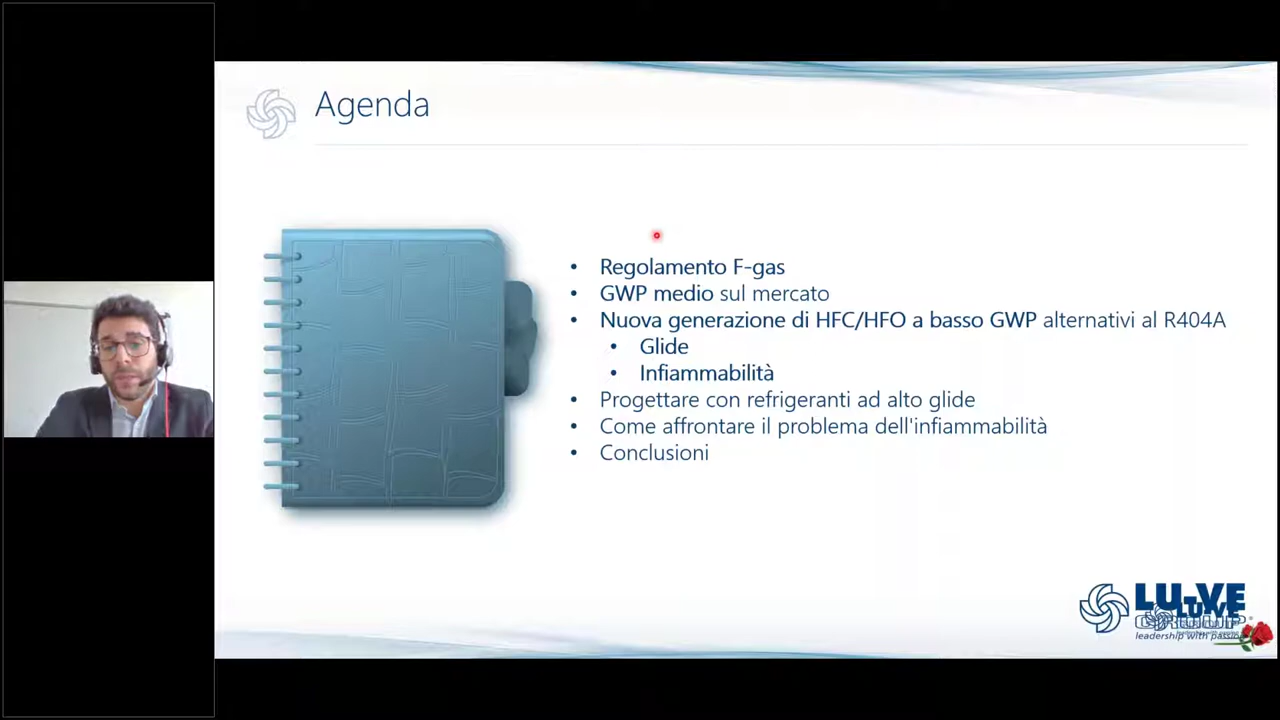 Agenda
• Regolamento F-gas
• GWP medio sul mercato
• Nuova generazione di HFC/HFO a basso GWP alternativi al R404A
• Glide
• Infiammabilità
• Progettare con refrigeranti ad alto glide
• Come affrontare il problema dell'infiammabilità
• Conclusioni
LU-VE
GROUP
leadership with passion